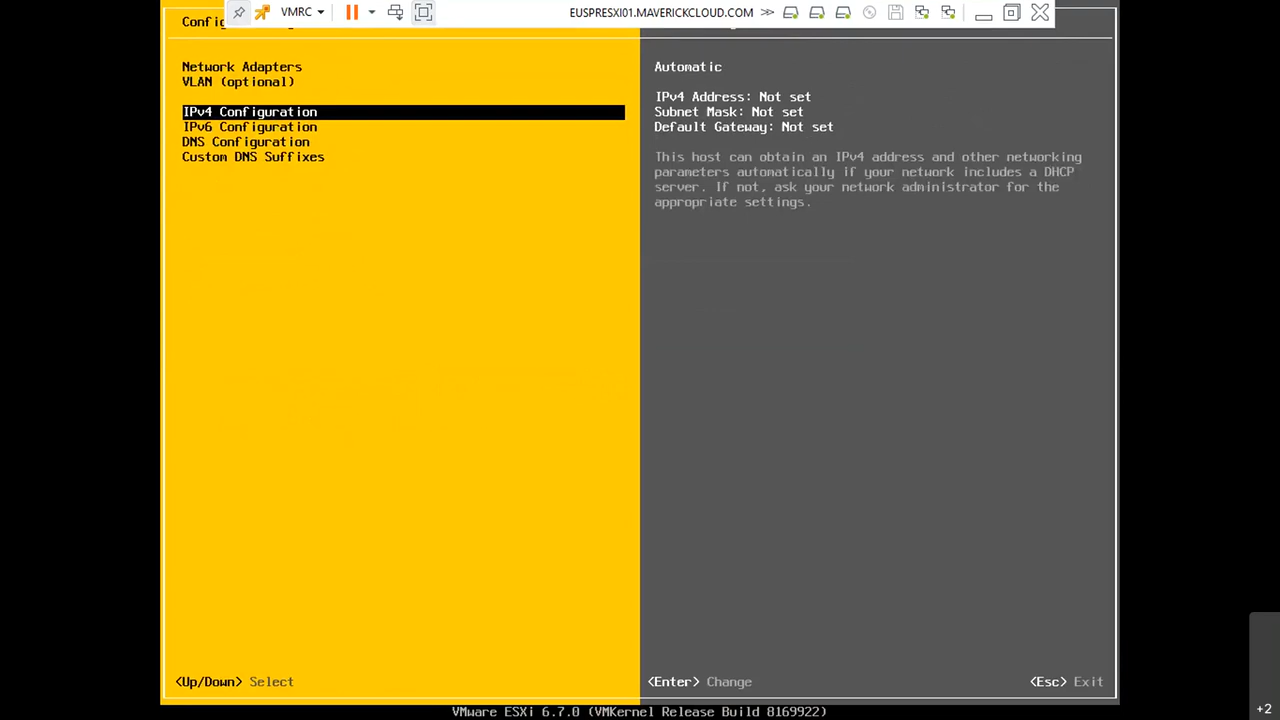 VMRC
EUSPRESXI01.MAVERICKCLOUD.COM
Network Adapters
VLAN (optional)
IPv4 Configuration
IPv6 Configuration
DNS Configuration
Custom DNS Suffixes
Automatic
IPv4 Address: Not set
Subnet Mask: Not set
Default Gateway: Not set
This host can obtain an IPv4 address and other networking
parameters automatically if your network includes a DHCP
server. If not, ask your network administrator for the
appropriate settings.
<Up/Down> Select
<Enter> Change
<Esc> Exit
VMware ESXi 6.7.0 (VMKernel Release Build 8169922)
+2